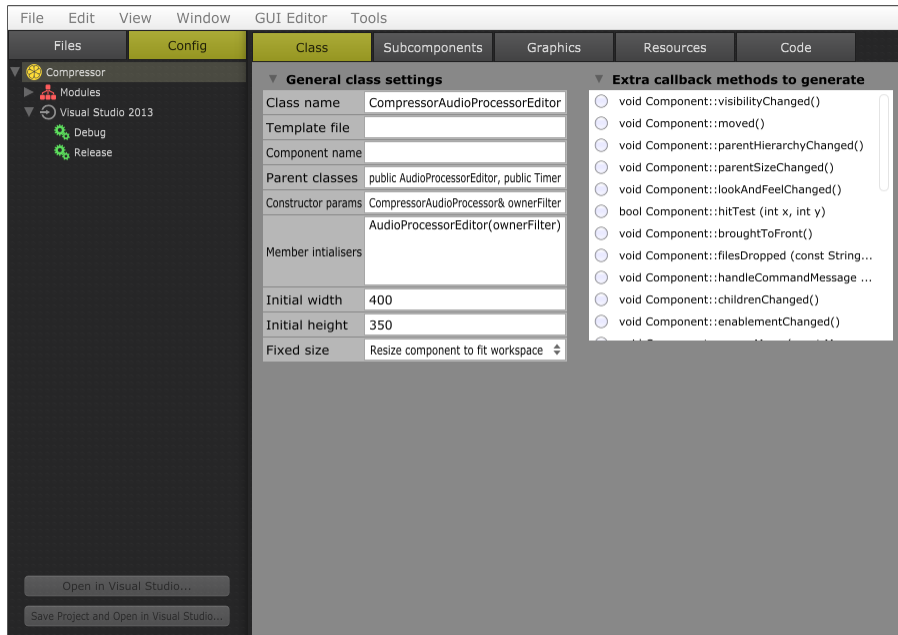 File Edit View Window GUI Editor Tools
Files Config
Class Subcomponents Graphics Resources Code
Compressor
Modules
Visual Studio 2013
Debug
Release
Open in Visual Studio...
Save Project and Open in Visual Studio...
General class settings
Class name CompressorAudioProcessorEditor
Template file
Component name
Parent classes public AudioProcessorEditor, public Timer
Constructor params CompressorAudioProcessor& ownerFilter
Member intialisers AudioProcessorEditor(ownerFilter)
Initial width 400
Initial height 350
Fixed size Resize component to fit workspace
Extra callback methods to generate
void Component::visibilityChanged()
void Component::moved()
void Component::parentHierarchyChanged()
void Component::parentSizeChanged()
void Component::lookAndFeelChanged()
bool Component::hitTest (int x, int y)
void Component::broughtToFront()
void Component::filesDropped (const String...
void Component::handleCommandMessage ...
void Component::childrenChanged()
void Component::enablementChanged()